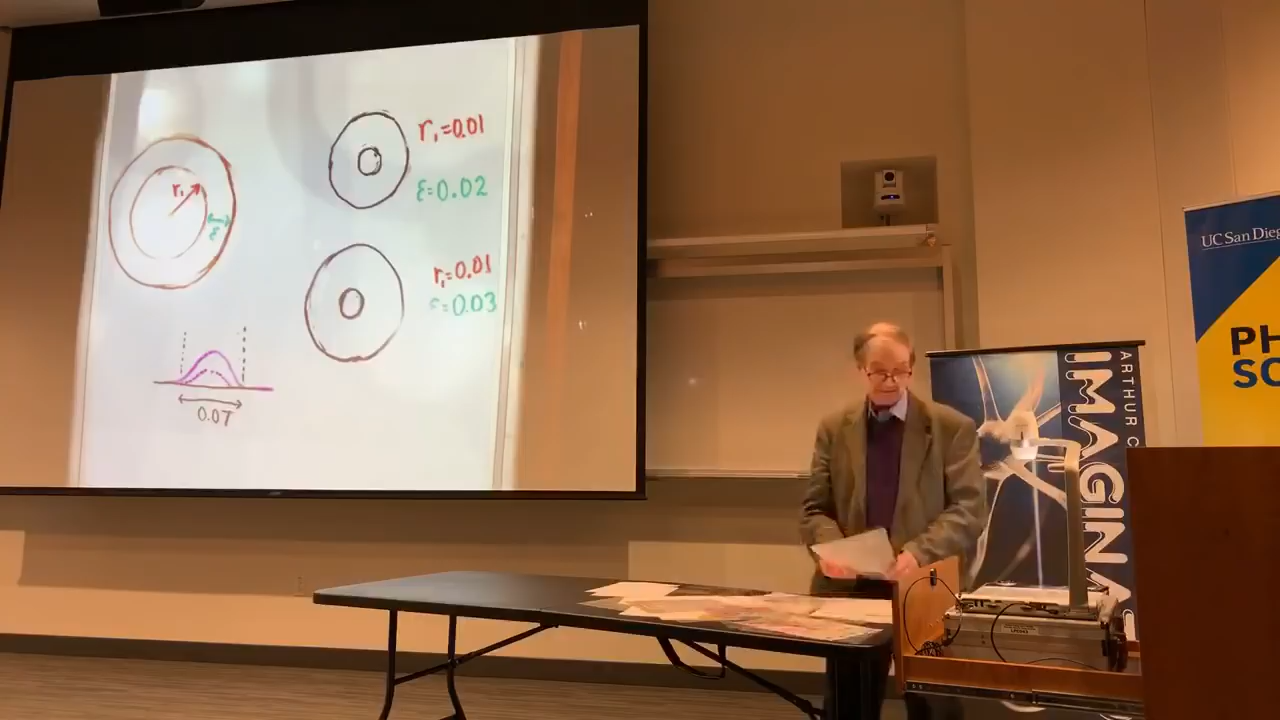 r₁
ε
r₁=0.01
ε=0.02
r₁=0.01
ε=0.03
0.07
UC San Dieg
PH
SC
ARTHUR C
IMAGINA